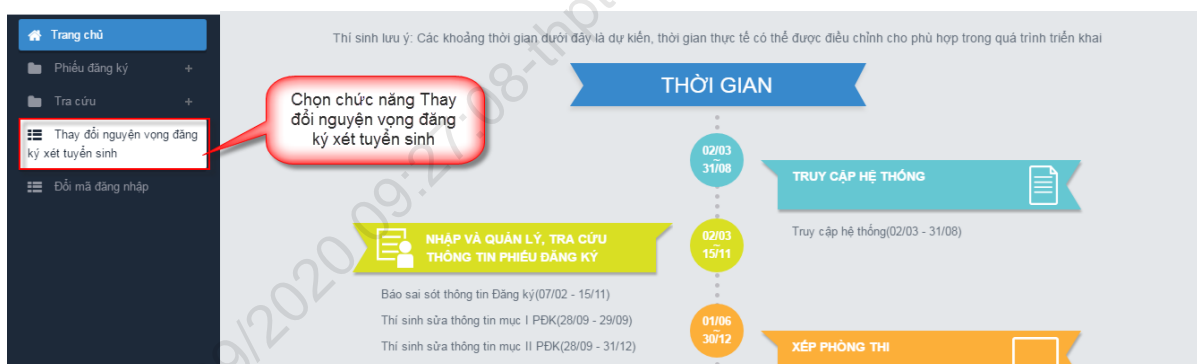 Trang chủ
Phiếu đăng ký +
Tra cứu +
Thay đổi nguyện vọng đăng
ký xét tuyển sinh
Đổi mã đăng nhập
Chọn chức năng Thay
đổi nguyện vọng đăng
ký xét tuyển sinh
Thí sinh lưu ý: Các khoảng thời gian dưới đây là dự kiến, thời gian thực tế có thể được điều chỉnh cho phù hợp trong quá trình triển khai
THỜI GIAN
02/03
~
31/08
TRUY CẬP HỆ THỐNG
Truy cập hệ thống(02/03 - 31/08)
NHẬP VÀ QUẢN LÝ, TRA CỨU
THÔNG TIN PHIẾU ĐĂNG KÝ
02/03
~
15/11
Báo sai sót thông tin Đăng ký(07/02 - 15/11)
Thí sinh sửa thông tin mục I PĐK(28/09 - 29/09)
Thí sinh sửa thông tin mục II PĐK(28/09 - 31/12)
01/06
~
30/12
XẾP PHÒNG THI
9/2020 09:27:08-thpt